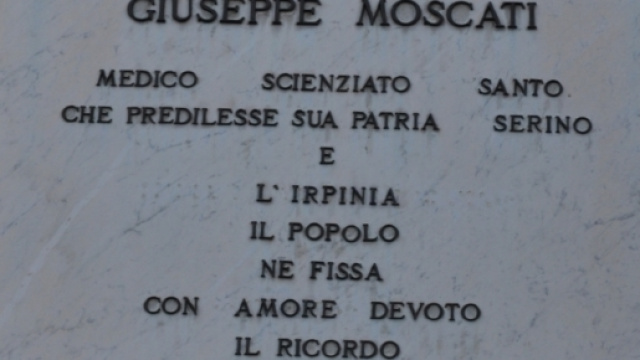 GIUSEPPE MOSCATI
MEDICO SCIENZIATO SANTO
CHE PREDILESSE SUA PATRIA SERINO
E
L' IRPINIA
IL POPOLO
NE FISSA
CON AMORE DEVOTO
IL RICORDO